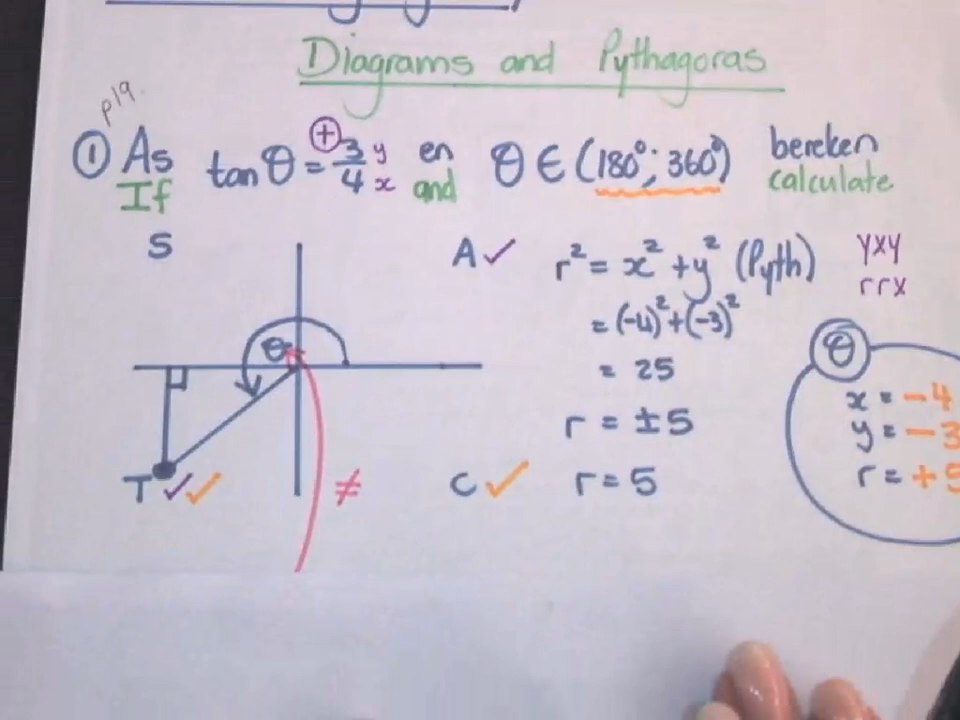 Diagrams and Pythagoras
p19.
① As tan θ = + 3/4 y/x en θ ∈ (180°; 360°) bereken
If and calculate
S A ✓ r² = x² + y² (Pyth) yxy
rrx
= (-4)² + (-3)²
θ θ
= 25
x = -4
r = ±5
y = -3
T ✓✓ ≠ C ✓ r = 5
r = +5